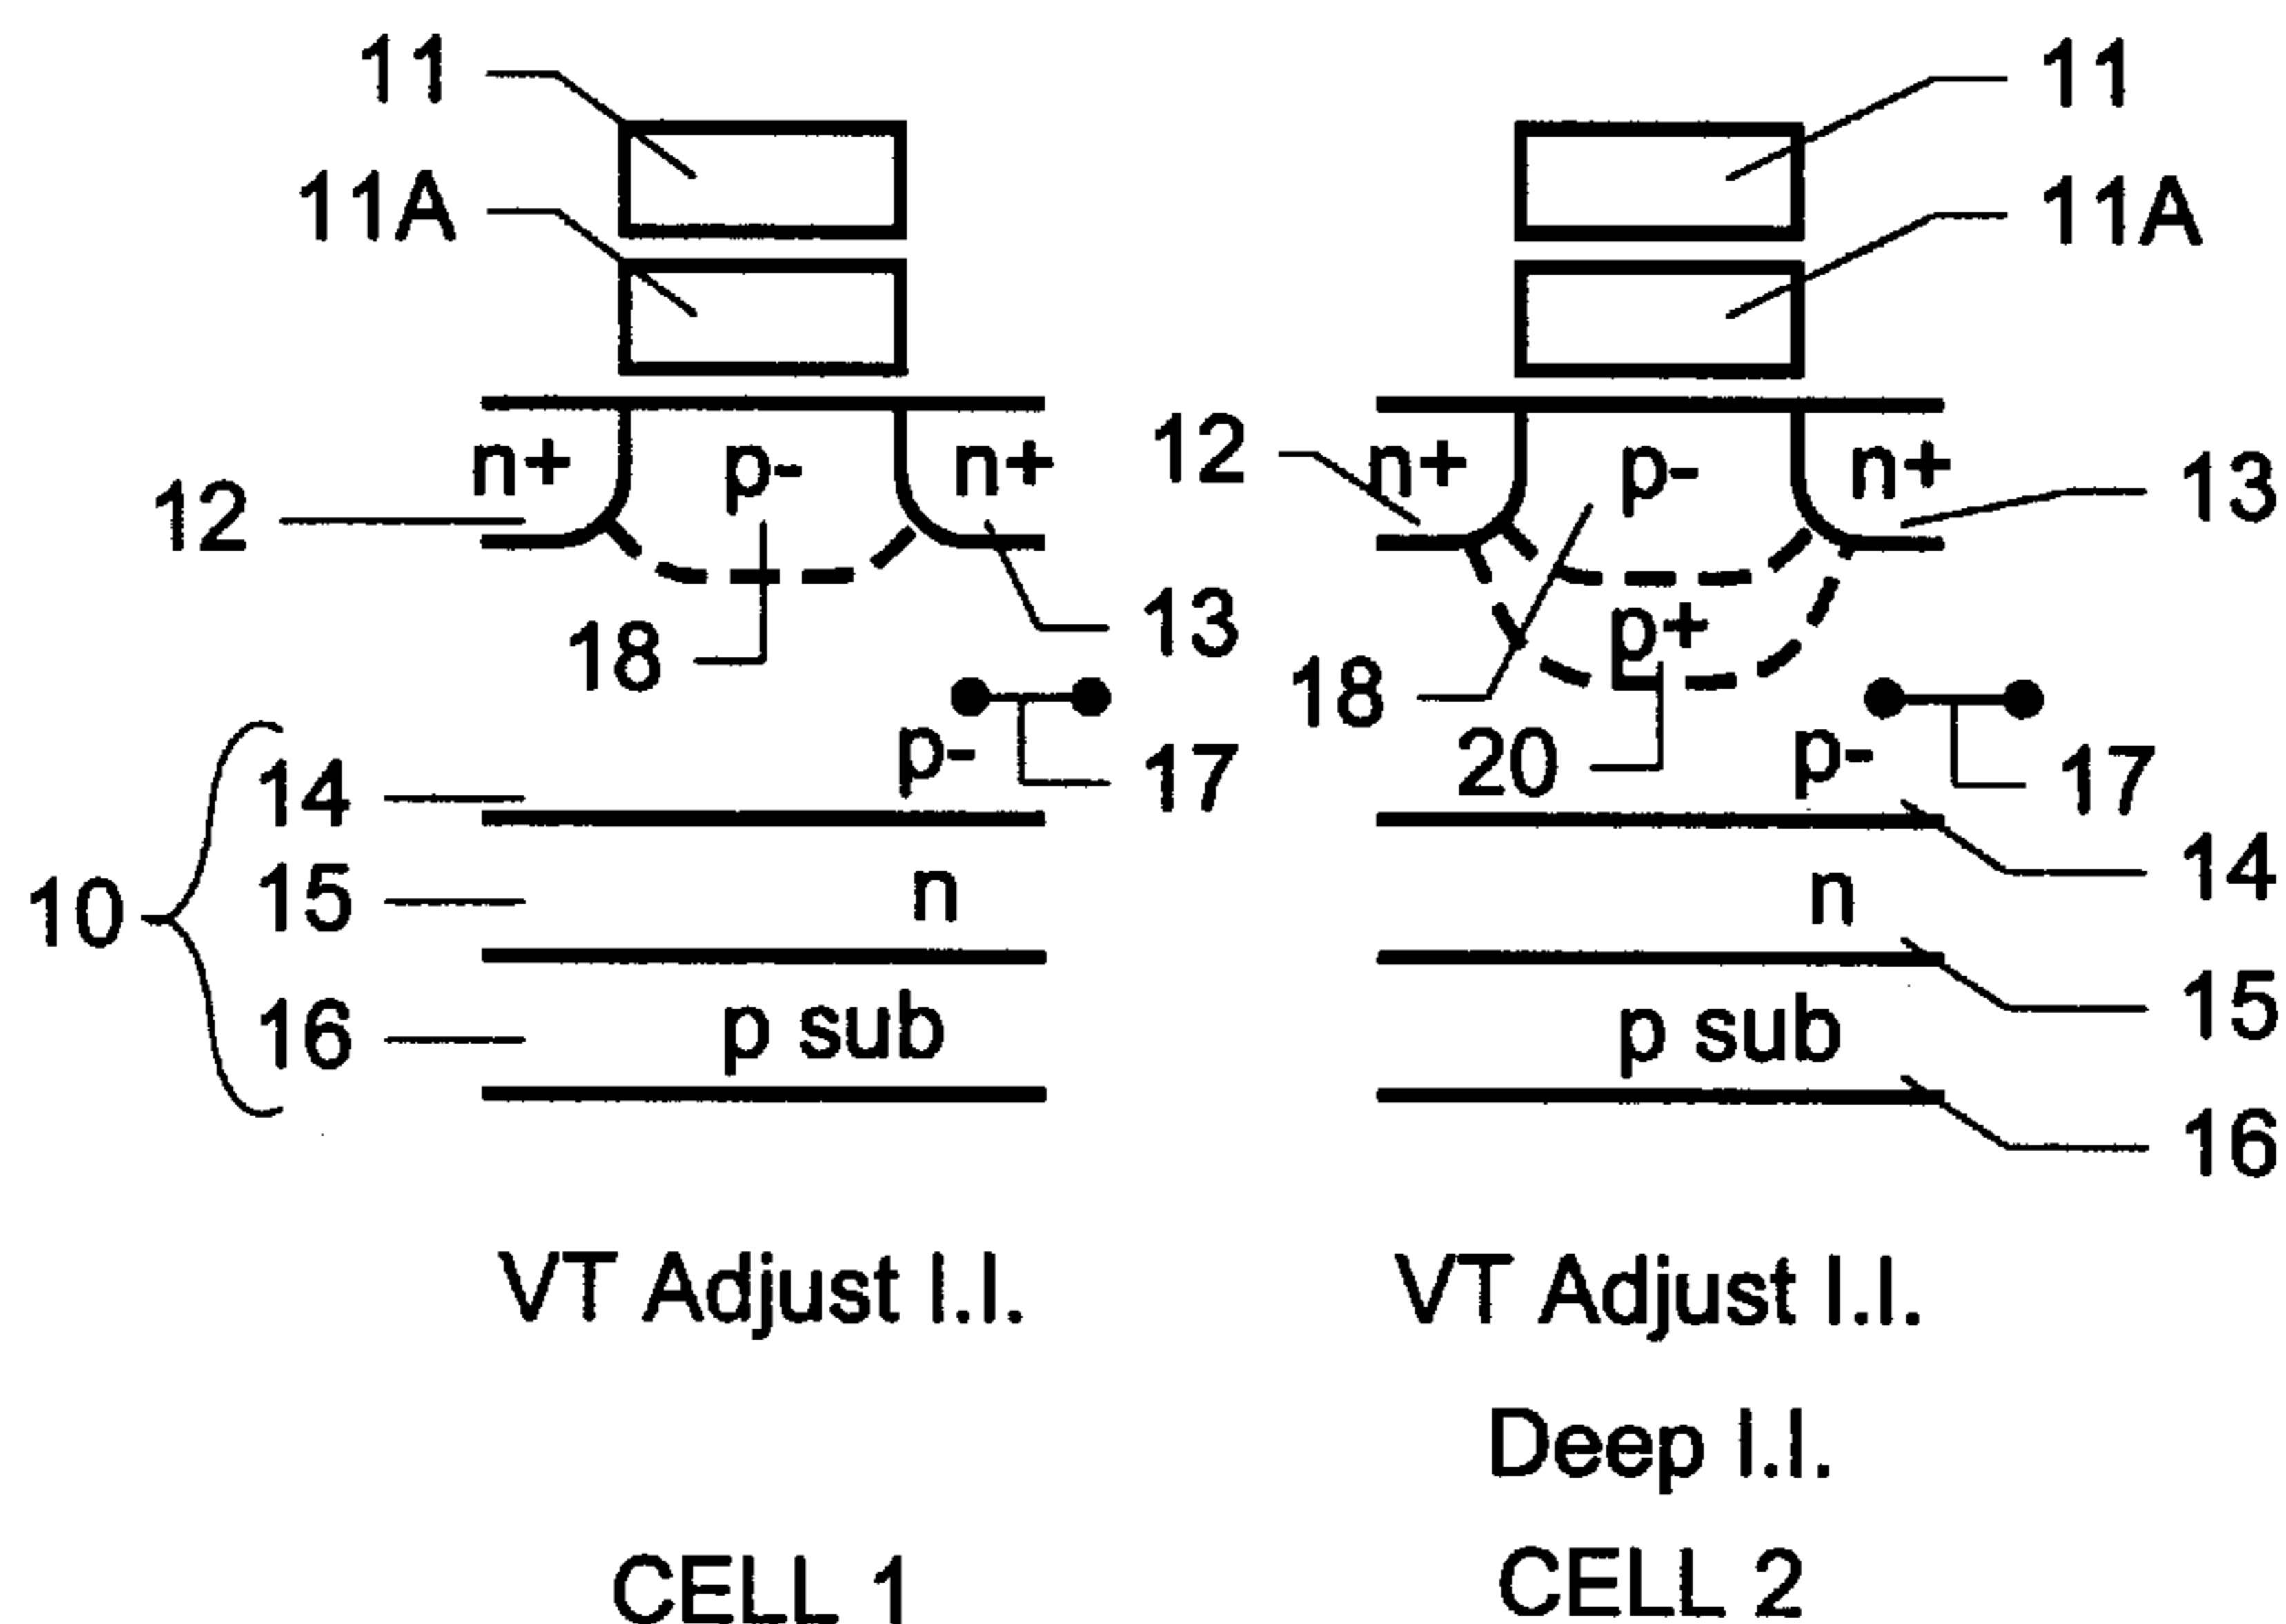 11
11
11A
11A
n+ p- n+
12 n+ p- n+
12
13
13
p+
18
18
17
p-
20
p-
17
14
14
10
15
n
n
15
16
p sub
p sub
16
VT Adjust I.I.
VT Adjust I.I.
Deep I.I.
CELL 1
CELL 2